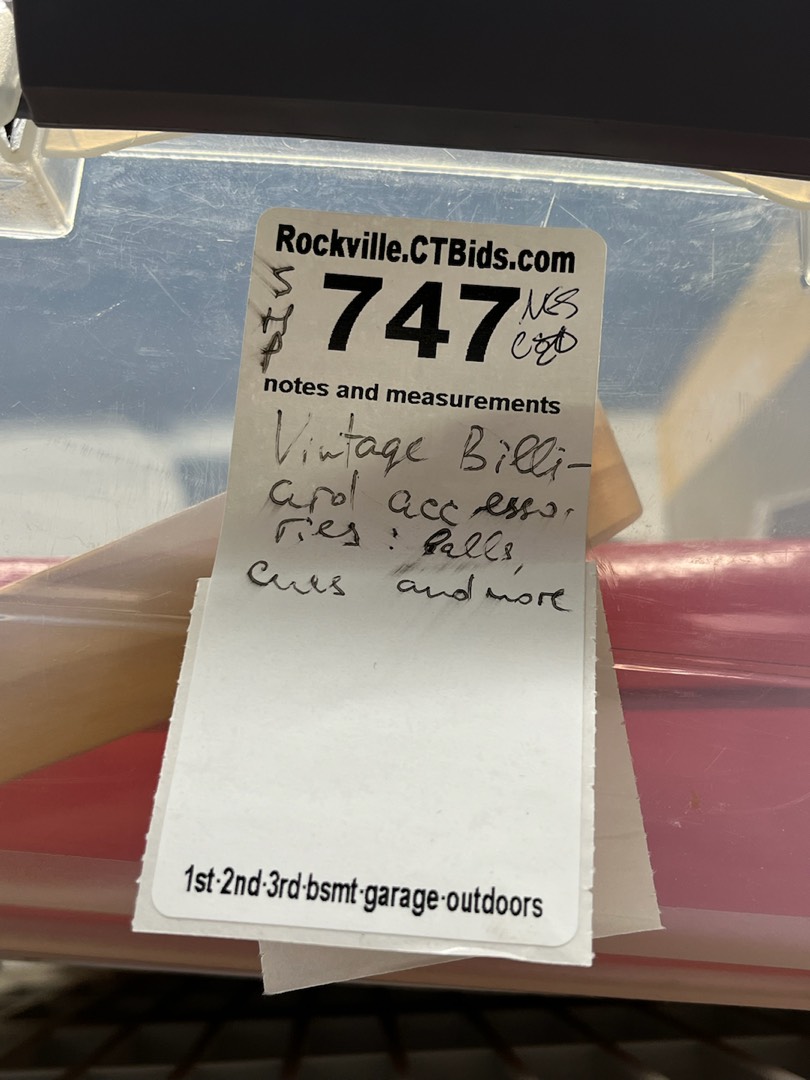 Rockville.CTBids.com
747
notes and measurements
Vintage Billi-
ard accesso.
ries: Balls,
Cues and more
1st·2nd·3rd·bsmt·garage·outdoors